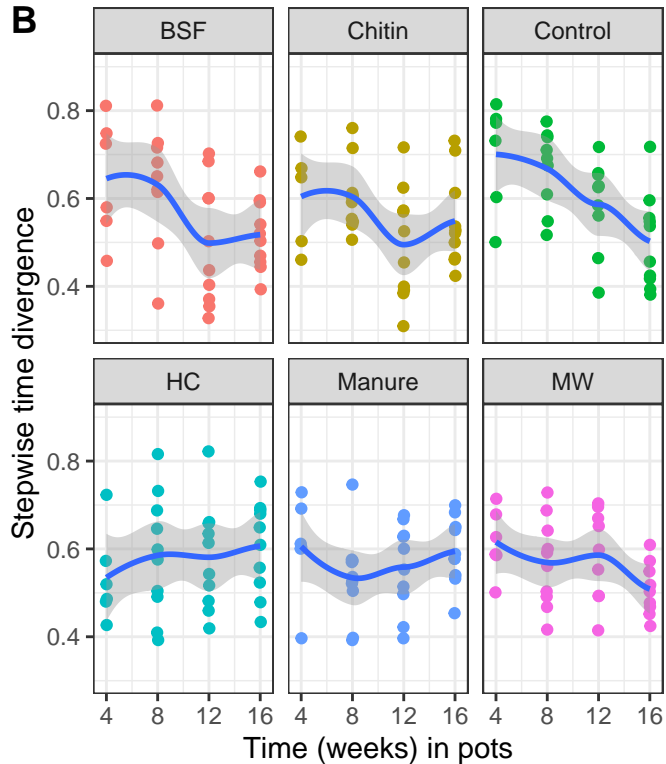 B
BSF Chitin Control
0.8
0.6
0.4
HC Manure MW
0.8
0.6
0.4
4 8 12 16 4 8 12 16 4 8 12 16
Stepwise time divergence
Time (weeks) in pots